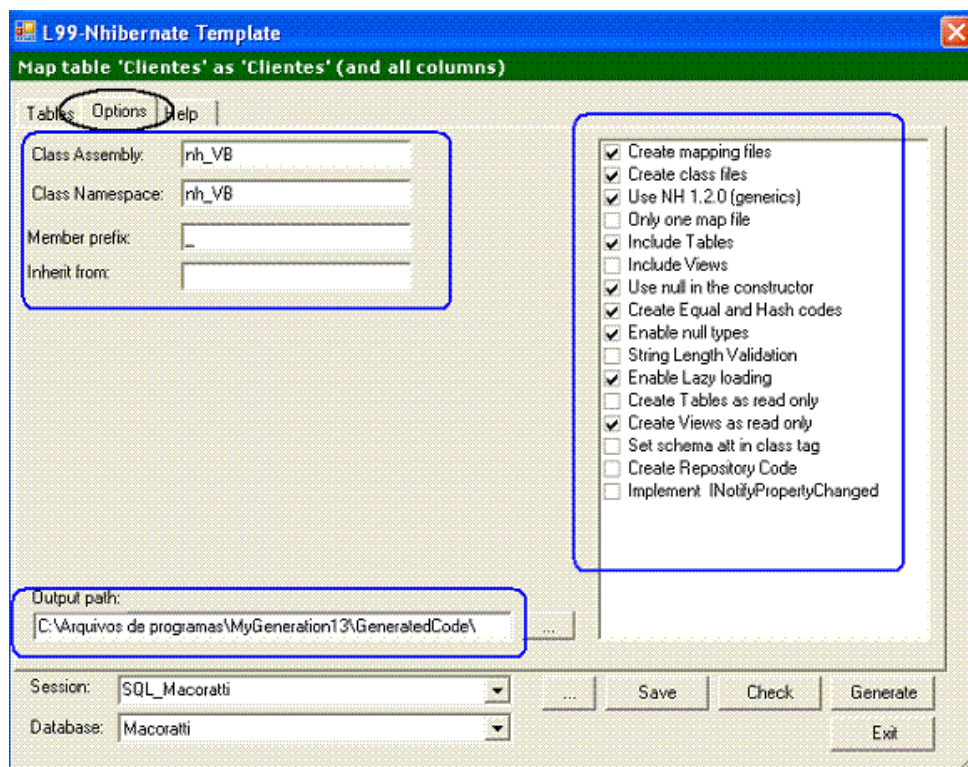 L99-Nhibernate Template
Map table 'Clientes' as 'Clientes' (and all columns)
Tables Options Help
Class Assembly: nh_VB
Class Namespace: nh_VB
Member prefix: _
Inherit from:
Create mapping files
Create class files
Use NH 1.2.0 (generics)
Only one map file
Include Tables
Include Views
Use null in the constructor
Create Equal and Hash codes
Enable null types
String Length Validation
Enable Lazy loading
Create Tables as read only
Create Views as read only
Set schema att in class tag
Create Repository Code
Implement INotifyPropertyChanged
Output path:
C:\Arquivos de programas\MyGeneration13\GeneratedCode\ ...
Session: SQL_Macoratti ... Save Check Generate
Database: Macoratti Exit